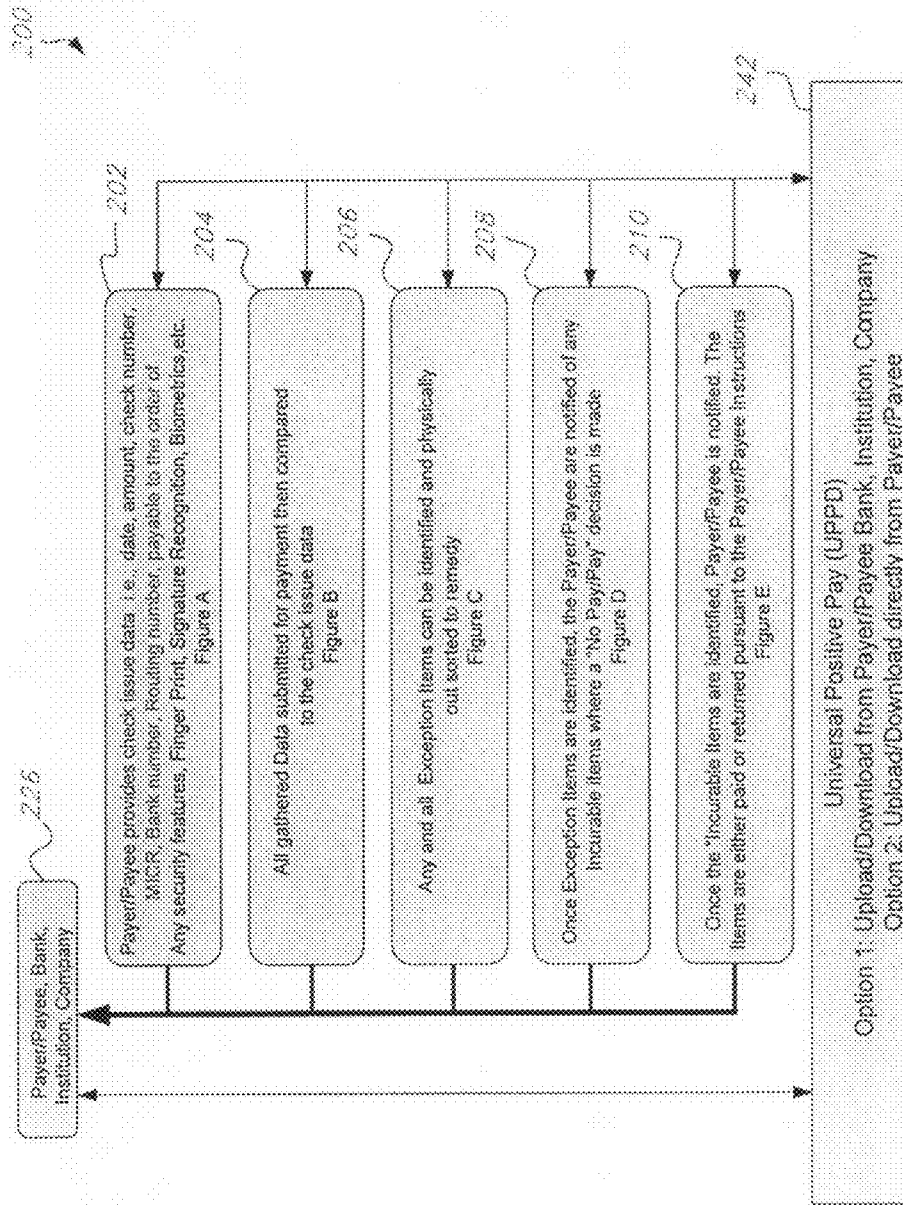 200
226
Payer/Payee, Bank,
Institution, Company
202
Payer/Payee provides check issue data i.e. date, amount, check number,
MICR, Bank number, Routing number, payable to the order of
Any security features, Finger Print, Signature Recognition, Biometrics,etc.
Figure A
204
All gathered Data submitted for payment then compared
to the check issue data
Figure B
206
Any and all Exception Items can be identified and physically
out sorted to remedy
Figure C
208
Once Exception Items are identified, the Payer/Payee are notified of any
Incurable items where a "No Pay/Pay" decision is made
Figure D
210
Once the "Incurable Items are identified, Payer/Payee is notified. The
Items are either paid or returned pursuant to the Payer/Payee Instructions
Figure E
242
Universal Positive Pay (UPPD)
Option 1: Upload/Download from Payer/Payee Bank, Institution, Company
Option 2: Upload/Download directly from Payer/Payee